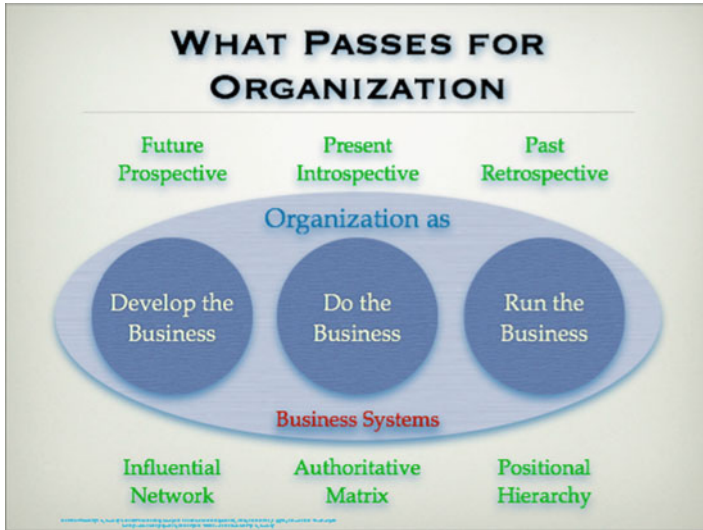 WHAT PASSES FOR
ORGANIZATION
Future
Prospective
Present
Introspective
Past
Retrospective
Organization as
Develop the
Business
Do the
Business
Run the
Business
Business Systems
Influential
Network
Authoritative
Matrix
Positional
Hierarchy